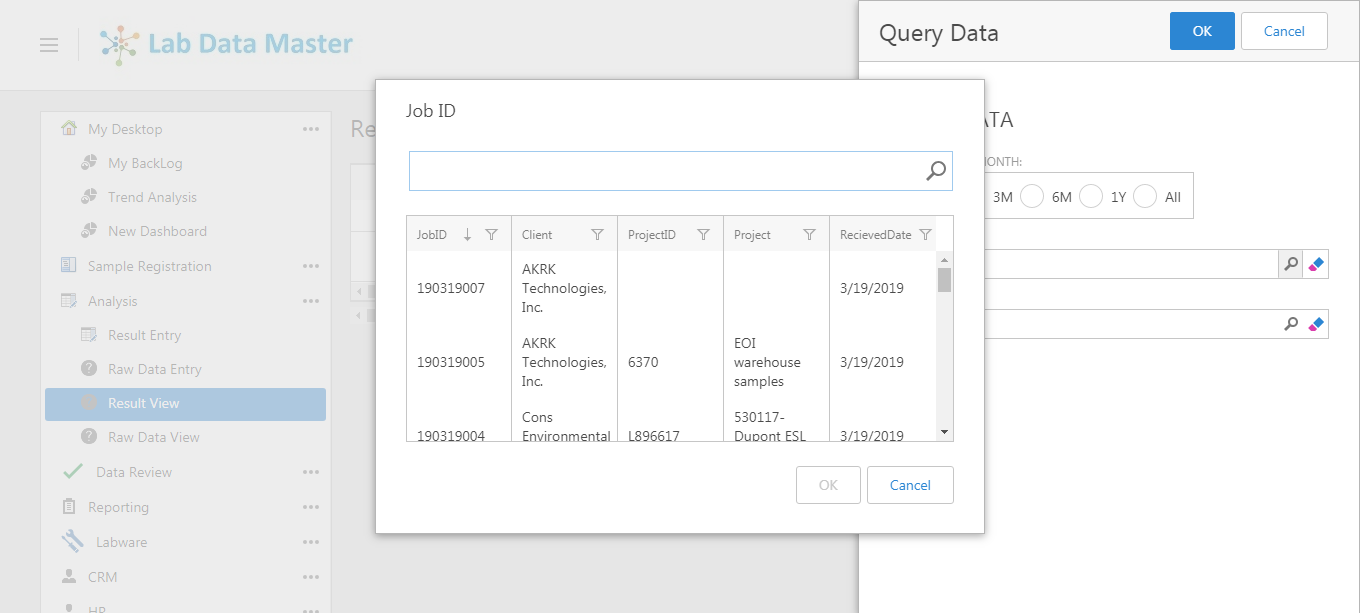 Lab Data Master
Query Data
OK
Cancel
My Desktop
My BackLog
Trend Analysis
New Dashboard
Sample Registration
Analysis
Result Entry
Raw Data Entry
Result View
Raw Data View
Data Review
Reporting
Labware
CRM
HR
Re
Job ID
JobID Client ProjectID Project RecievedDate
AKRK
190319007 Technologies, 3/19/2019
Inc.
AKRK EOI
190319005 Technologies, 6370 warehouse 3/19/2019
Inc. samples
Cons 530117-
190319004 Environmental L896617 Dupont ESL 3/19/2019
OK
Cancel
ATA
MONTH:
3M 6M 1Y All